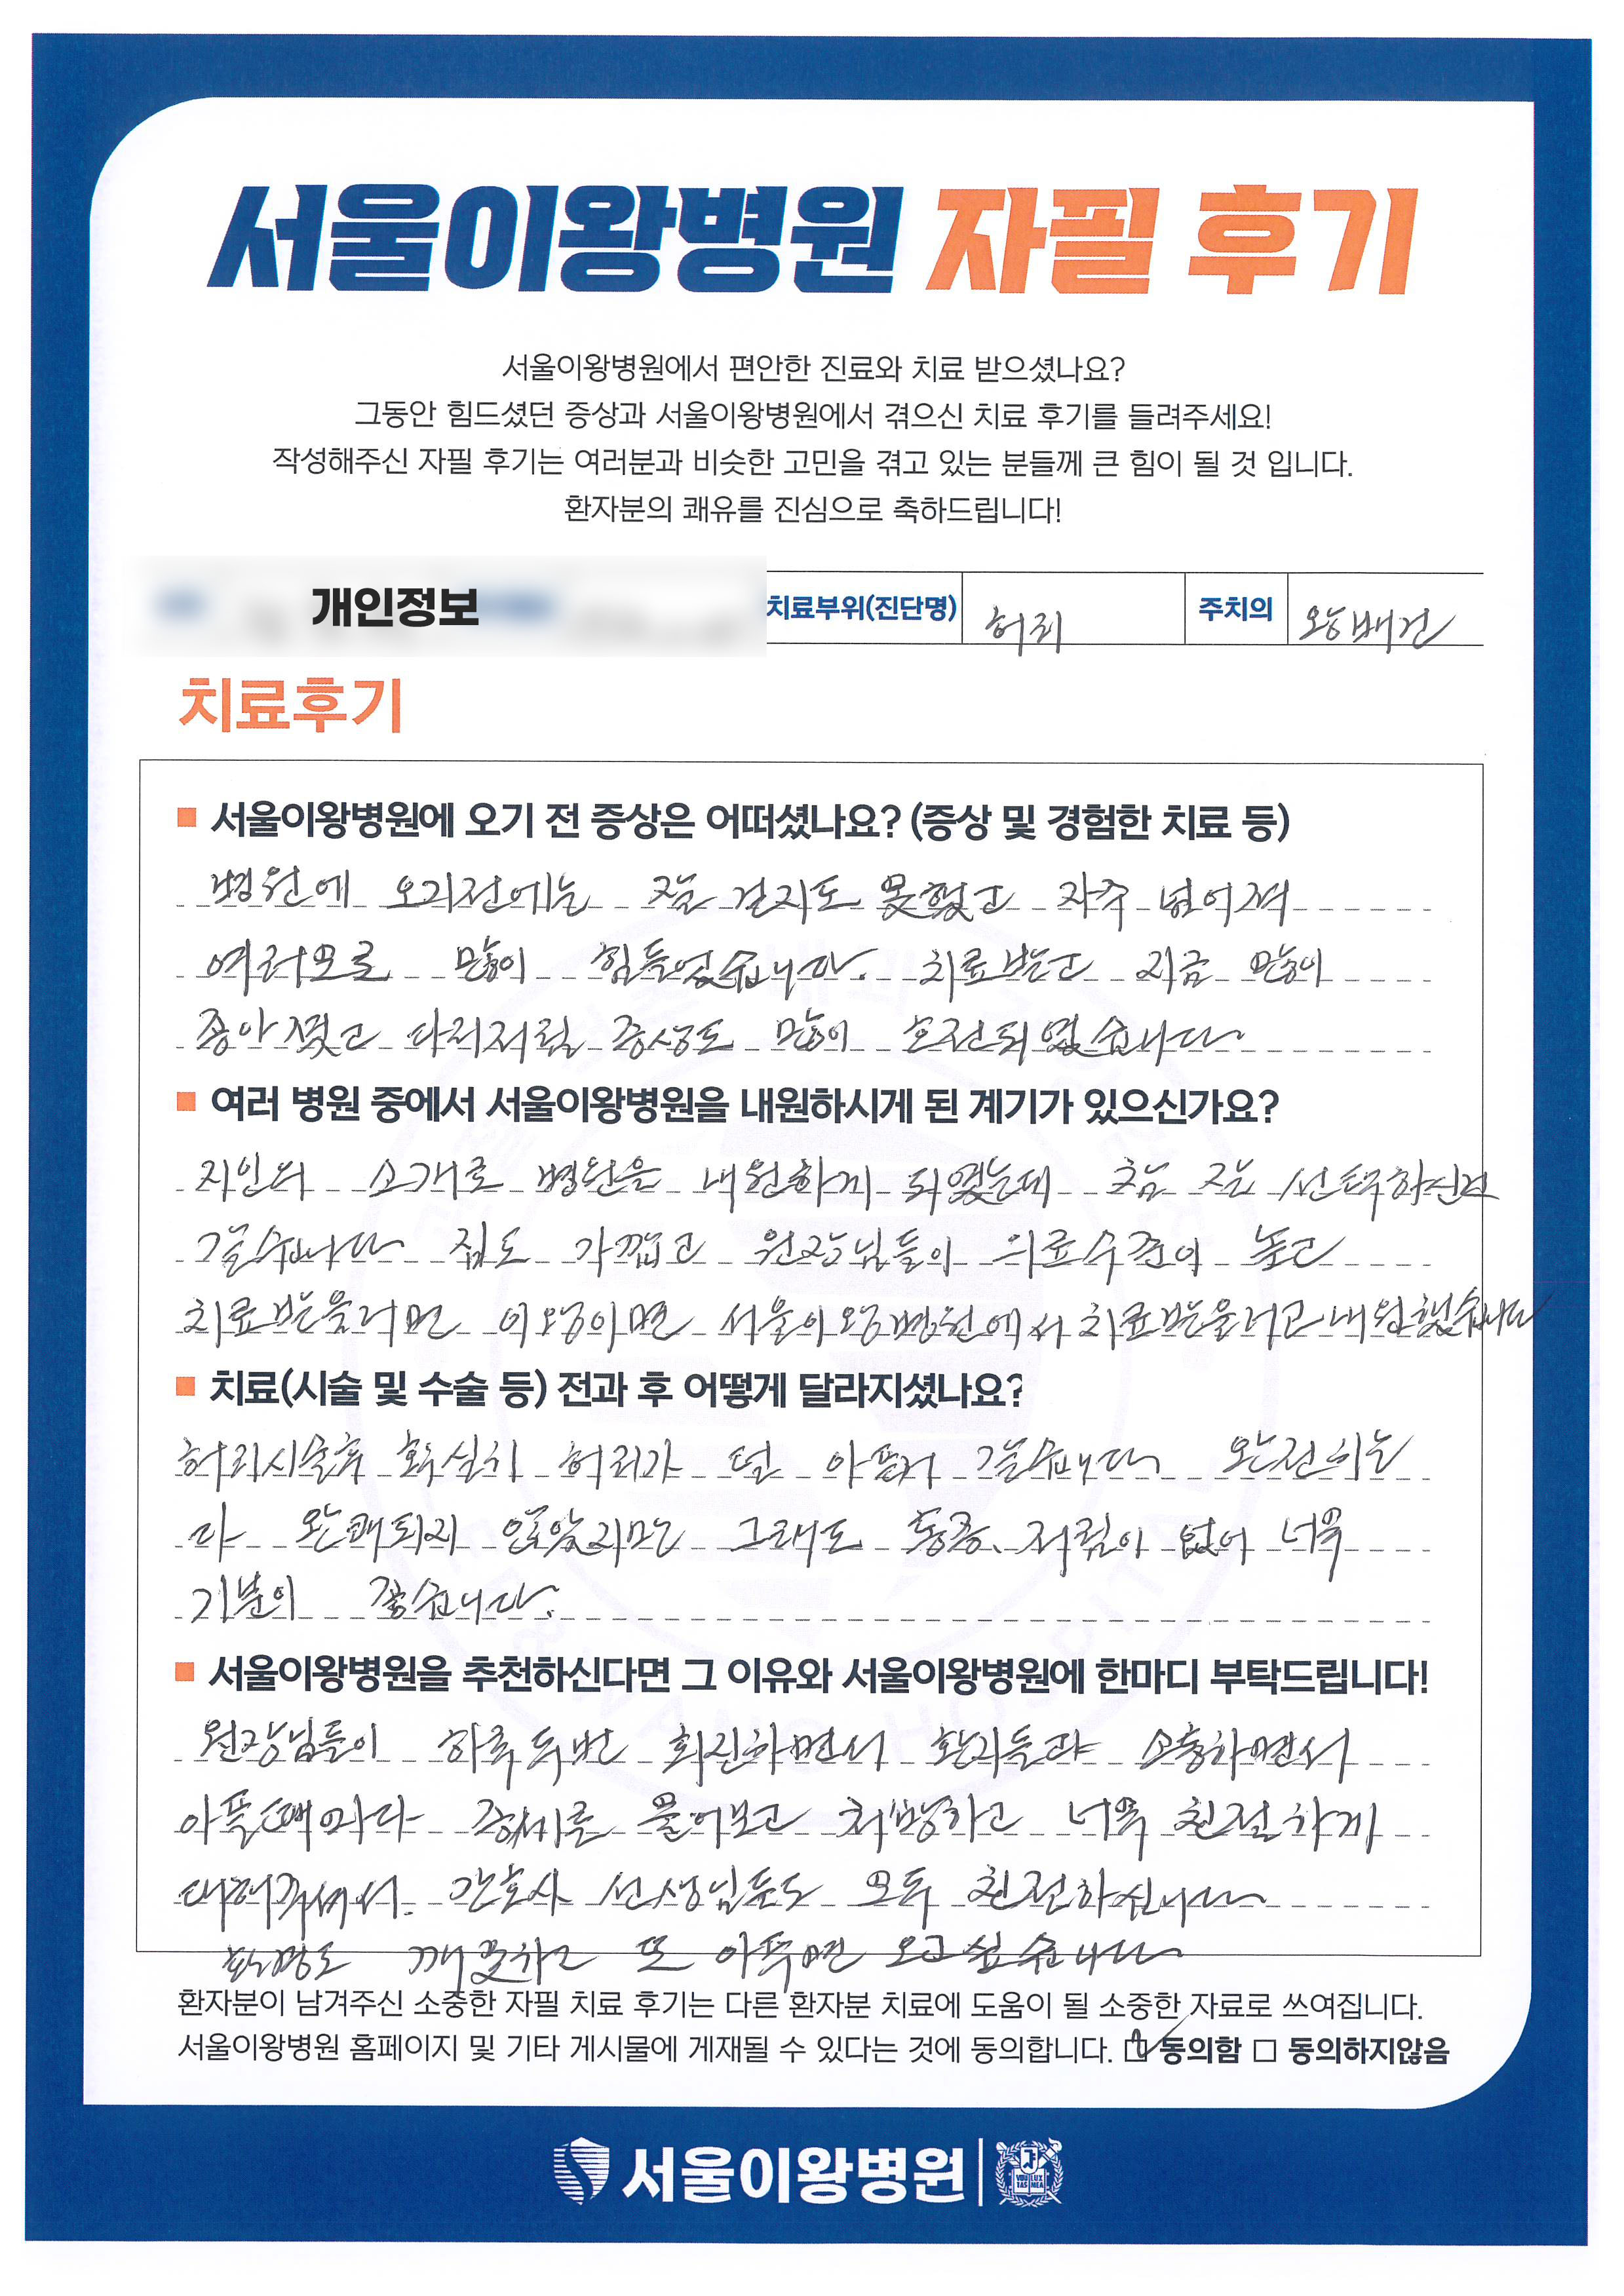 서울이왕병원 자필 후기
서울이왕병원에서 편안한 진료와 치료 받으셨나요?
그동안 힘드셨던 증상과 서울이왕병원에서 겪으신 치료 후기를 들려주세요!
작성해주신 자필 후기는 여러분과 비슷한 고민을 겪고 있는 분들께 큰 힘이 될 것 입니다.
환자분의 쾌유를 진심으로 축하드립니다!
개인정보 치료부위(진단명) 허리 주치의 왕배건
치료후기
서울이왕병원에 오기 전 증상은 어떠셨나요? (증상 및 경험한 치료 등)
병원에 오기전에는 잘 걷지도 못했고 자주 넘어져
여러모로 많이 힘들었습니다. 치료받고 지금 많이
좋아졌고 다리저림 증상도 많이 호전되었습니다
여러 병원 중에서 서울이왕병원을 내원하시게 된 계기가 있으신가요?
지인의 소개로 병원을 내원하게 되었는데 참 잘 선택하신것
같습니다 집도 가깝고 원장님들의 의료수준이 높고
치료받을려면 이왕이면 서울이왕병원에서 치료받을려고 내원했습니다
치료(시술 및 수술 등) 전과 후 어떻게 달라지셨나요?
허리시술후 확실히 허리가 덜 아픈거 같습니다 완전히는
다 완쾌되지 않았지만 그래도 통증, 저림이 없어 너무
기분이 좋습니다.
서울이왕병원을 추천하신다면 그 이유와 서울이왕병원에 한마디 부탁드립니다!
원장님들이 하루 두번 회진하면서 환자들과 소통하면서
아플때마다 증세를 물어보고 처방하고 너무 친절하게
대해주셔서. 간호사 선생님들도 모두 친절하십니다
환경도 깨끗하고 또 아프면 오고 싶습니다
환자분이 남겨주신 소중한 자필 치료 후기는 다른 환자분 치료에 도움이 될 소중한 자료로 쓰여집니다.
서울이왕병원 홈페이지 및 기타 게시물에 게재될 수 있다는 것에 동의합니다. ☑ 동의함 □ 동의하지않음
서울이왕병원